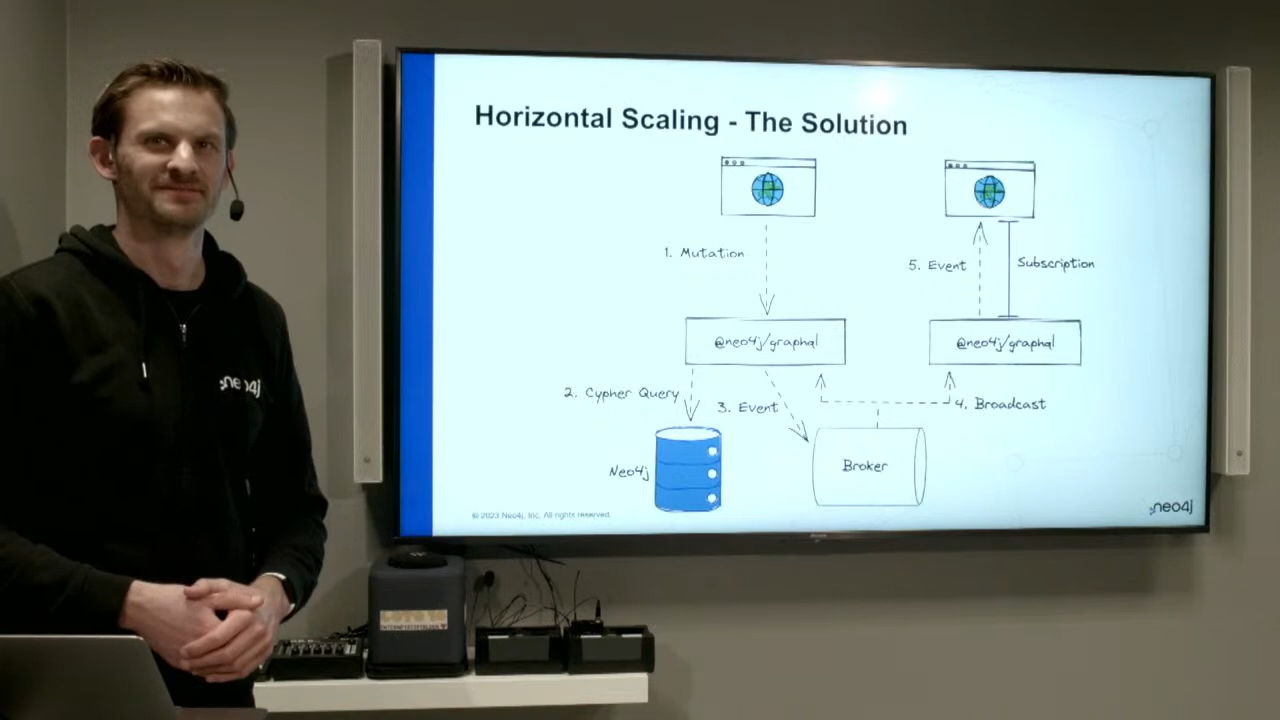 Horizontal Scaling - The Solution
1. Mutation
5. Event
Subscription
@neo4j/graphql
@neo4j/graphql
2. Cypher Query
3. Event
4. Broadcast
Neo4j
Broker
© 2023 Neo4j, Inc. All rights reserved.
:neo4j
:neo4j